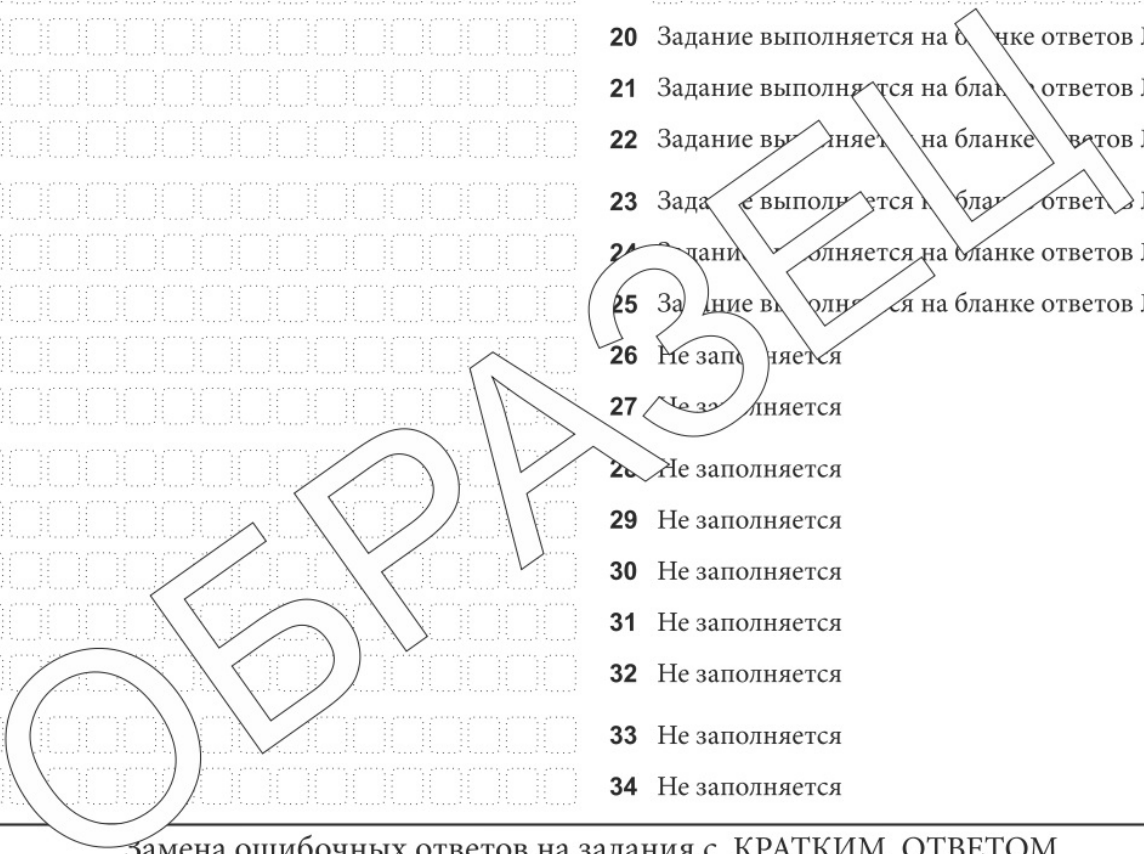 20 Задание выполняется на бланке ответов
21 Задание выполняется на бланке ответов
22 Задание выполняется на бланке ответов
23 Задание выполняется на бланке ответов
24 Задание выполняется на бланке ответов
25 Задание выполняется на бланке ответов
26 Не заполняется
27 Не заполняется
28 Не заполняется
29 Не заполняется
30 Не заполняется
31 Не заполняется
32 Не заполняется
33 Не заполняется
34 Не заполняется
ОБРАЗЕЦ
Замена ошибочных ответов на задания с КРАТКИМ ОТВЕТОМ